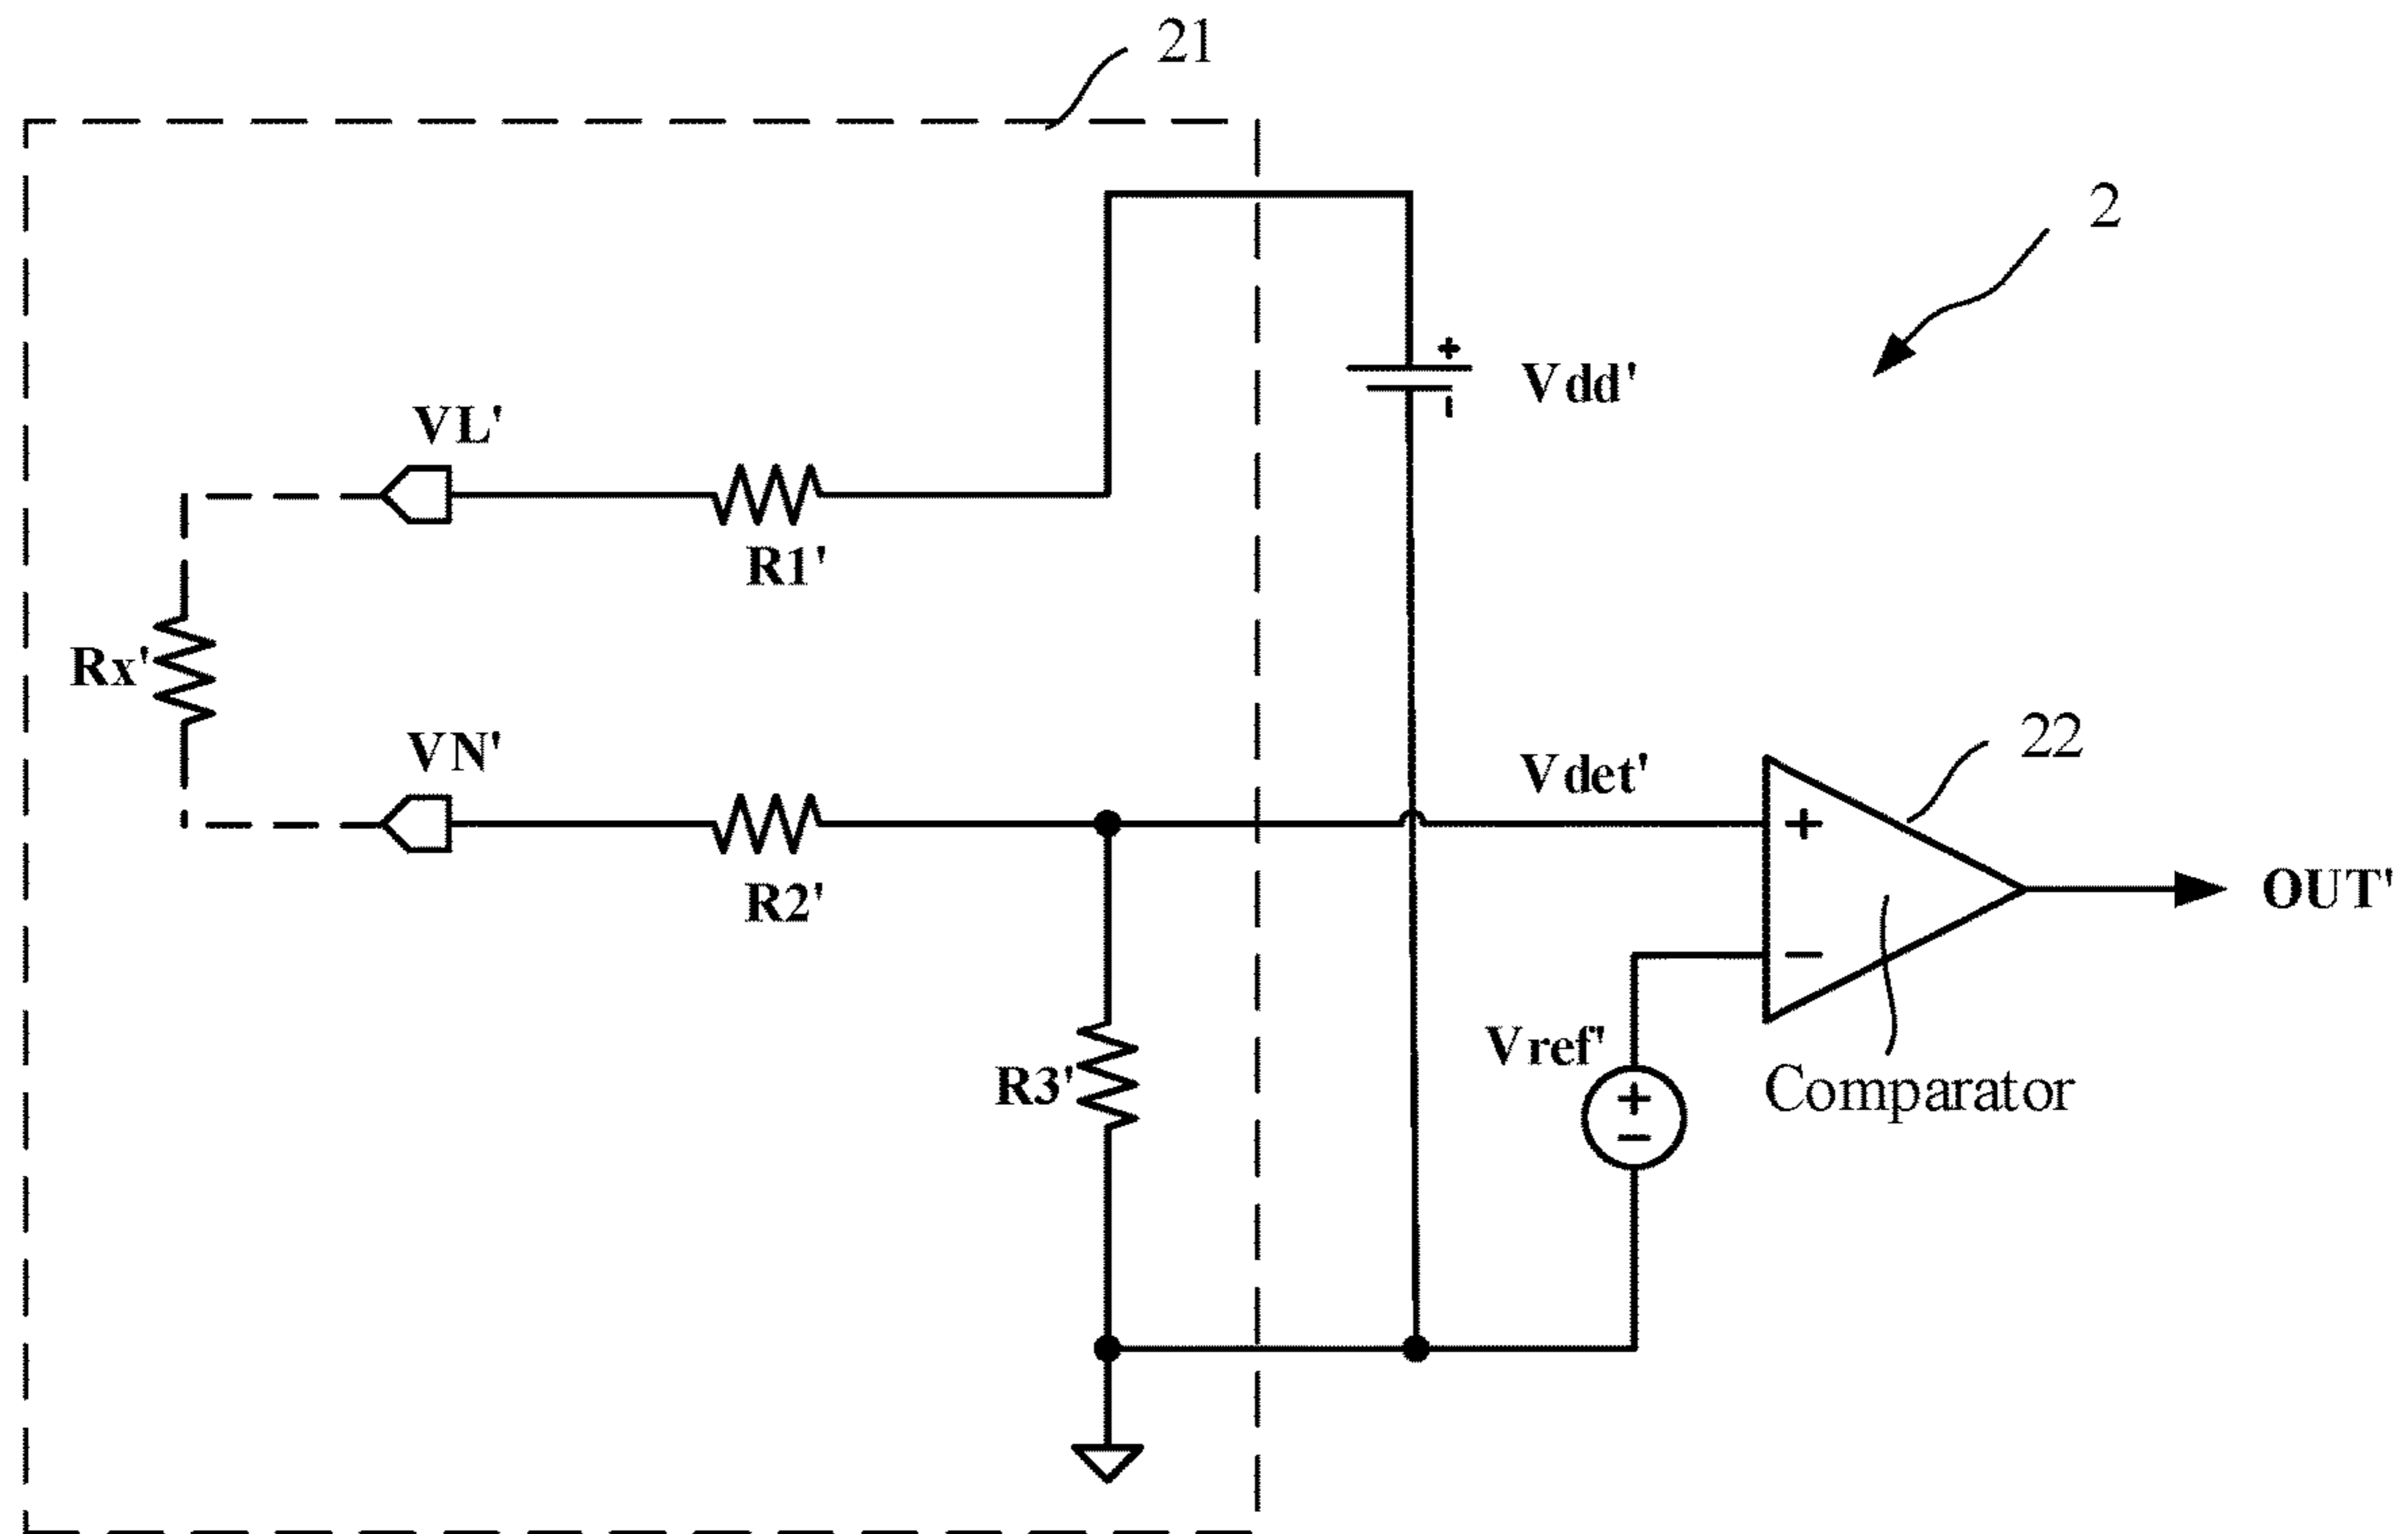 21
2
Vdd'
VL'
R1'
Rx'
VN'
Vdet'
22
R2'
OUT'
Vref'
R3'
Comparator